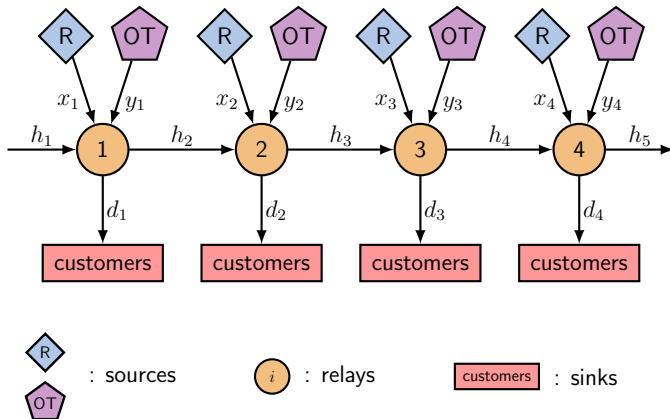 R OT R OT R OT R OT
x₁ y₁ x₂ y₂ x₃ y₃ x₄ y₄
h₁ 1 h₂ 2 h₃ 3 h₄ 4 h₅
d₁ d₂ d₃ d₄
customers customers customers customers
R
: sources i : relays customers : sinks
OT